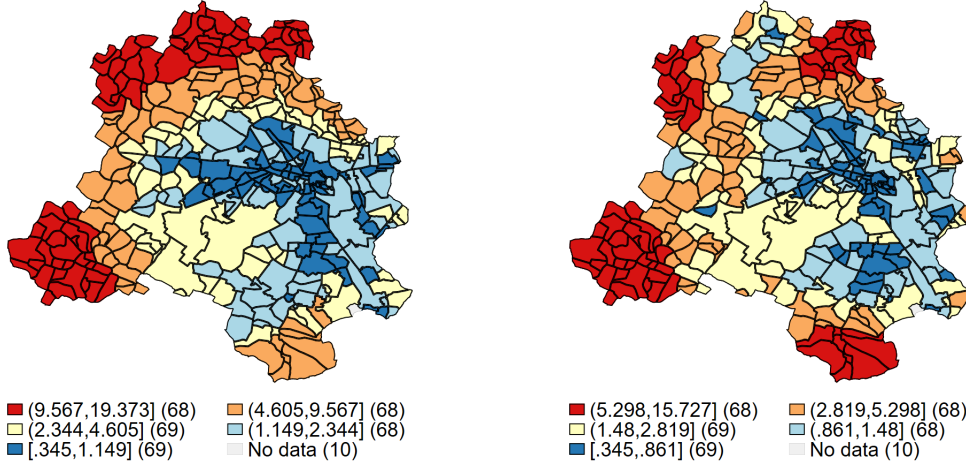 (9.567,19.373] (68) (4.605,9.567] (68)
(2.344,4.605] (69) (1.149,2.344] (68)
[.345,1.149] (69) No data (10)
(5.298,15.727] (68) (2.819,5.298] (68)
(1.48,2.819] (69) (.861,1.48] (68)
[.345,.861] (69) No data (10)